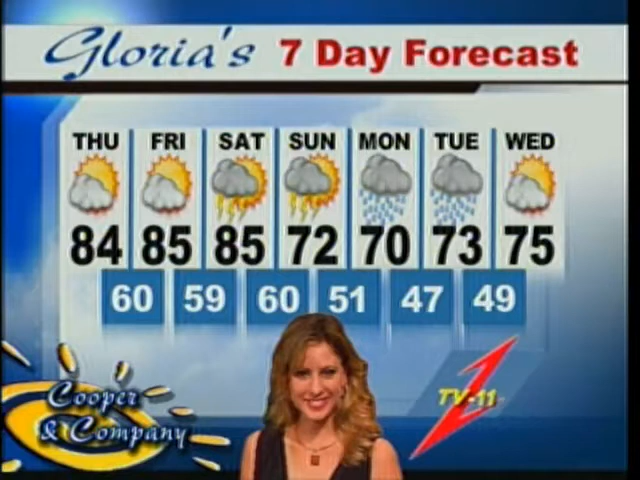 Gloria's 7 Day Forecast
THU FRI SAT SUN MON TUE WED
84 85 85 72 70 73 75
60 59 60 51 47 49
Cooper
& Company
TV-11